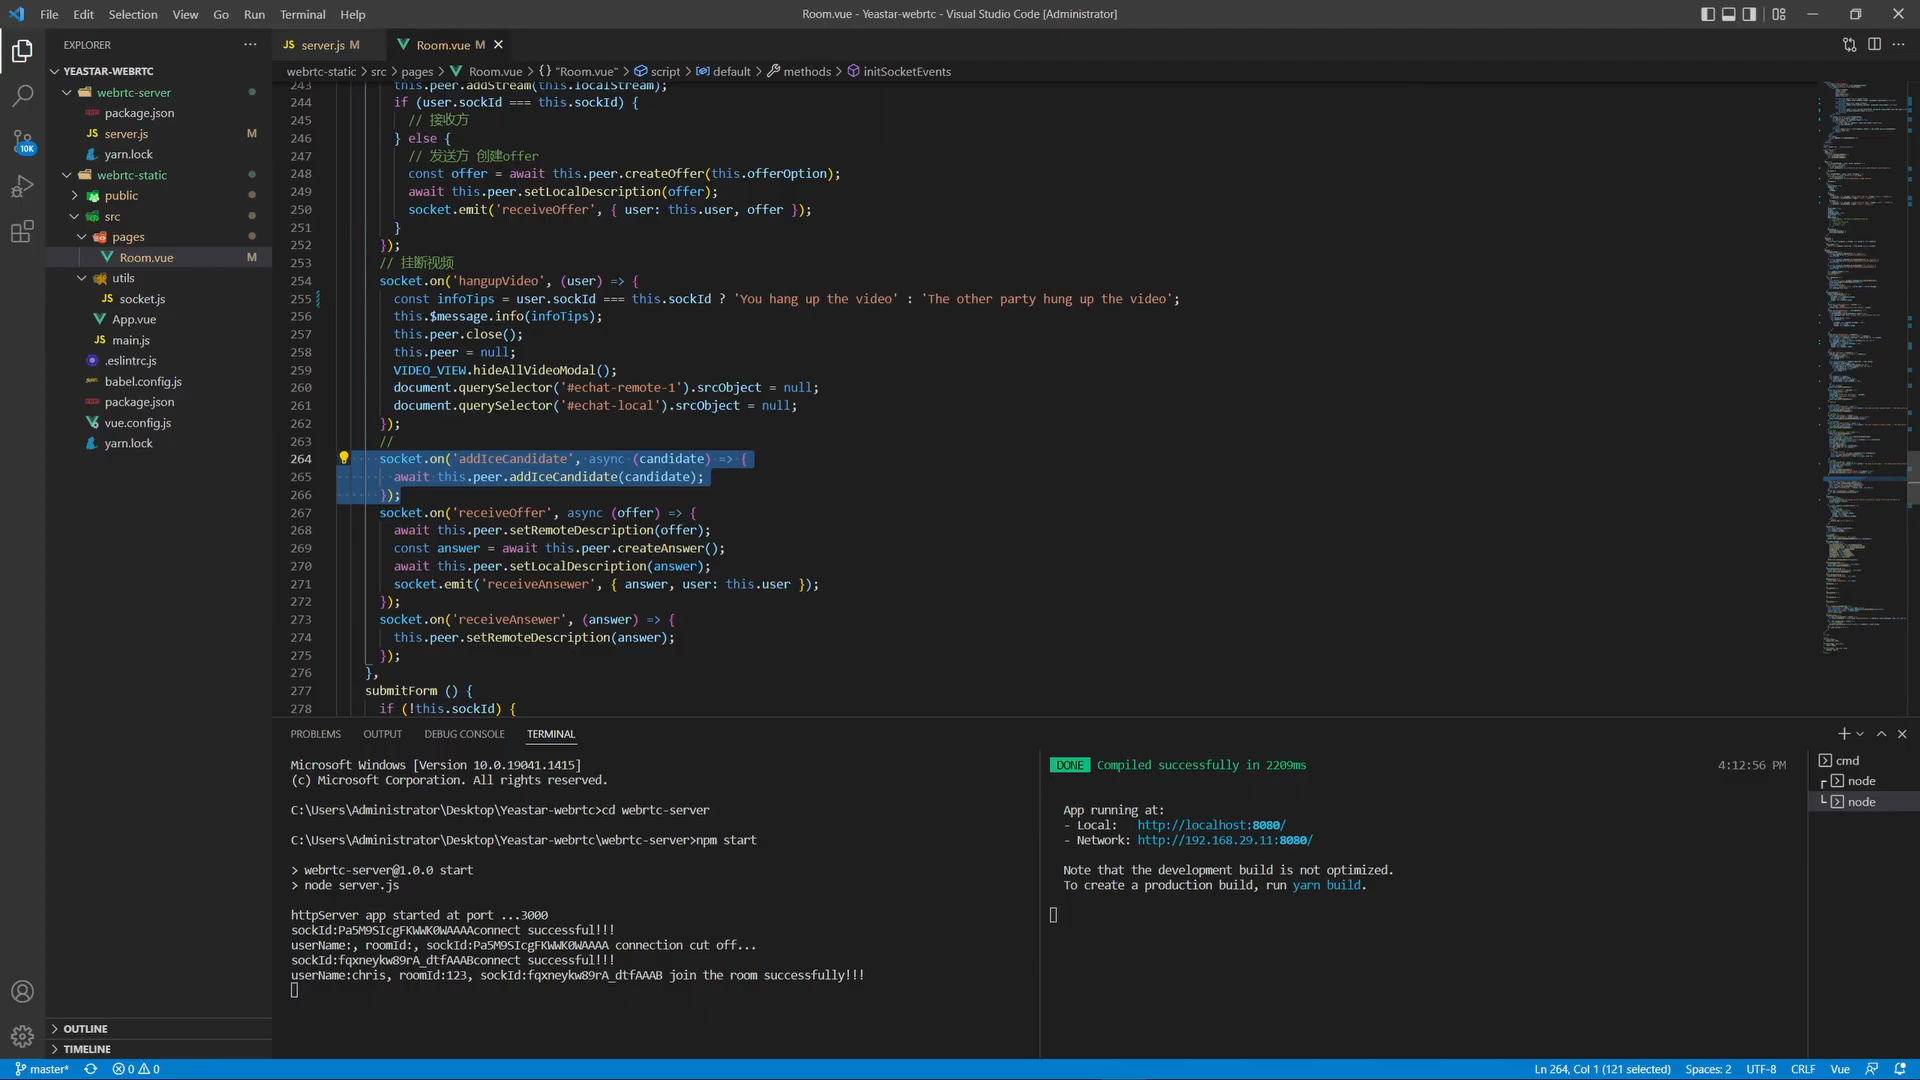 File Edit Selection View Go Run Terminal Help
Room.vue - Yeastar-webrtc - Visual Studio Code [Administrator]
EXPLORER
YEASTAR-WEBRTC
webrtc-server
package.json
JS server.js M
yarn.lock
webrtc-static
public
src
pages
Room.vue M
utils
JS socket.js
App.vue
JS main.js
.eslintrc.js
babel.config.js
package.json
vue.config.js
yarn.lock
10K
OUTLINE
TIMELINE
JS server.js M
Room.vue M
webrtc-static > src > pages > Room.vue > {} "Room.vue" > script > default > methods > initSocketEvents
243 this.peer.addStream(this.localStream);
244 if (user.sockId === this.sockId) {
245 // 接收方
246 } else {
247 // 发送方 创建offer
248 const offer = await this.peer.createOffer(this.offerOption);
249 await this.peer.setLocalDescription(offer);
250 socket.emit('receiveOffer', { user: this.user, offer });
251 }
252 });
253 // 挂断视频
254 socket.on('hangupVideo', (user) => {
255 const infoTips = user.sockId === this.sockId ? 'You hang up the video' : 'The other party hung up the video';
256 this.$message.info(infoTips);
257 this.peer.close();
258 this.peer = null;
259 VIDEO_VIEW.hideAllVideoModal();
260 document.querySelector('#echat-remote-1').srcObject = null;
261 document.querySelector('#echat-local').srcObject = null;
262 });
263 //
264 socket.on('addIceCandidate', async (candidate) => {
265 await this.peer.addIceCandidate(candidate);
266 });
267 socket.on('receiveOffer', async (offer) => {
268 await this.peer.setRemoteDescription(offer);
269 const answer = await this.peer.createAnswer();
270 await this.peer.setLocalDescription(answer);
271 socket.emit('receiveAnsewer', { answer, user: this.user });
272 });
273 socket.on('receiveAnsewer', (answer) => {
274 this.peer.setRemoteDescription(answer);
275 });
276 },
277 submitForm () {
278 if (!this.sockId) {
PROBLEMS OUTPUT DEBUG CONSOLE TERMINAL
Microsoft Windows [Version 10.0.19041.1415]
(c) Microsoft Corporation. All rights reserved.
C:\Users\Administrator\Desktop\Yeastar-webrtc>cd webrtc-server
C:\Users\Administrator\Desktop\Yeastar-webrtc\webrtc-server>npm start
> webrtc-server@1.0.0 start
> node server.js
httpServer app started at port ...3000
sockId:Pa5M9SIcgFKWWK0WAAAAconnect successful!!!
userName:, roomId:, sockId:Pa5M9SIcgFKWWK0WAAAA connection cut off...
sockId:fqxneykw89rA_dtfAAABconnect successful!!!
userName:chris, roomId:123, sockId:fqxneykw89rA_dtfAAAB join the room successfully!!!
DONE Compiled successfully in 2209ms 4:12:56 PM
App running at:
- Local: http://localhost:8080/
- Network: http://192.168.29.11:8080/
Note that the development build is not optimized.
To create a production build, run yarn build.
cmd
node
node
master* 0 0
Ln 264, Col 1 (121 selected) Spaces: 2 UTF-8 CRLF Vue